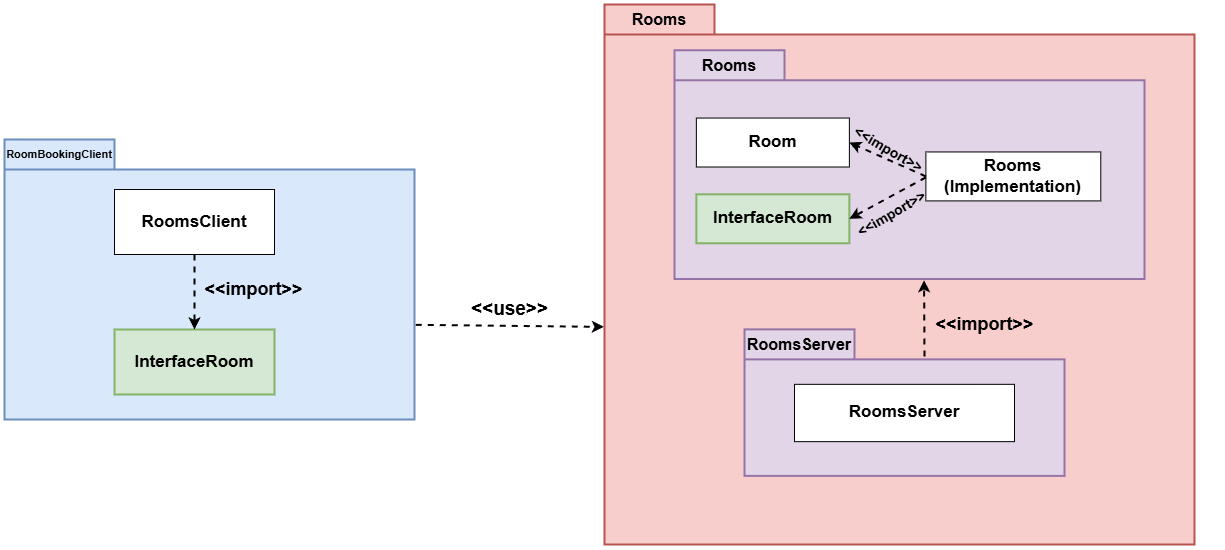 RoomBookingClient
RoomsClient
<<import>>
InterfaceRoom
<<use>>
Rooms
Rooms
Room
<<import>>
Rooms
(Implementation)
InterfaceRoom
<<import>>
<<import>>
RoomsServer
RoomsServer